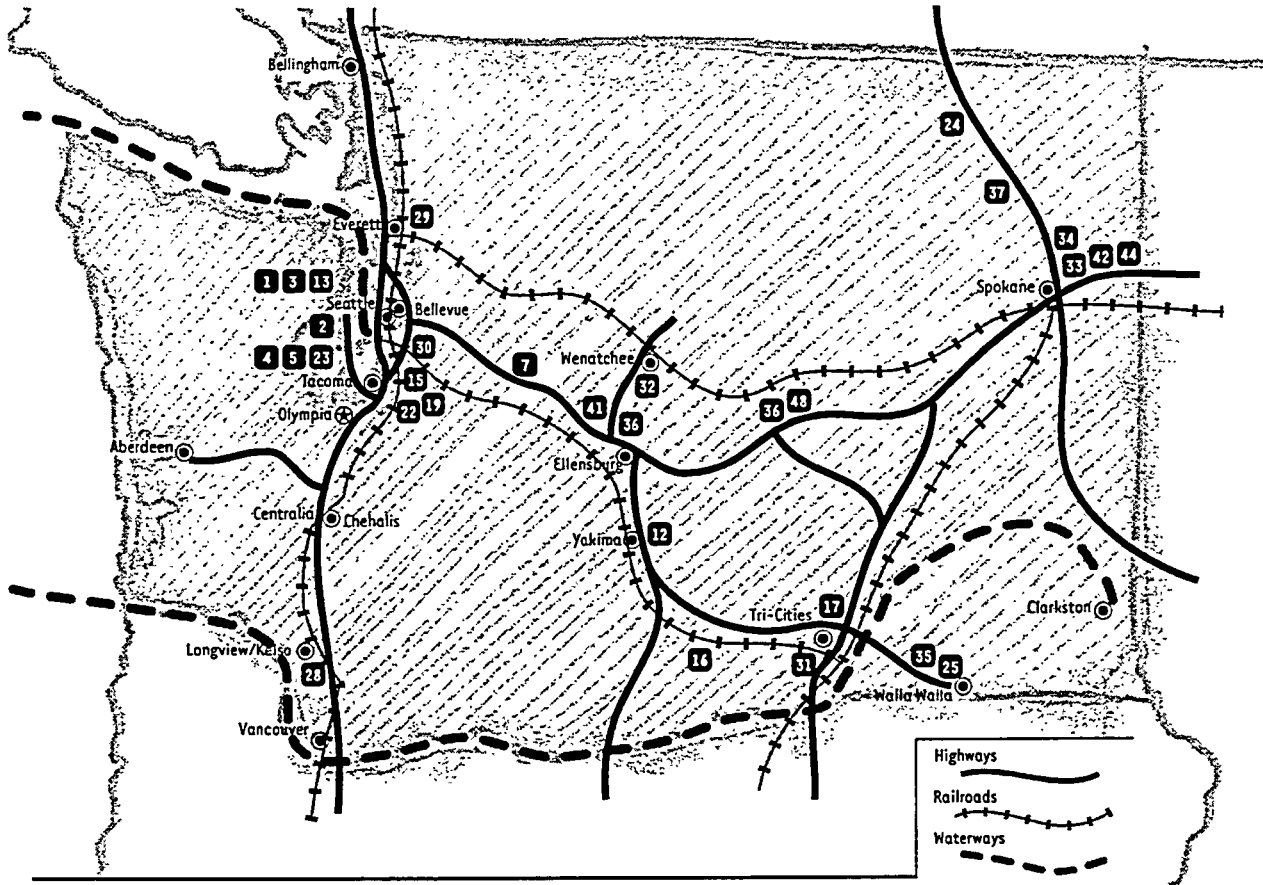 Bellingham
24
37
Everett
29
34
1 3 13
33 42 44
Spokane
Seattle
Bellevue
2
30
4 5 23
7
Wenatchee
Tacoma
15
32
Olympia
22 19
41
36
36 48
Aberdeen
Ellensburg
Centralia
Chehalis
Yakima
12
17
Tri-Cities
Clarkston
Longview/Kelso
28
16
31
35 25
Walla Walla
Vancouver
Highways
Railroads
Waterways